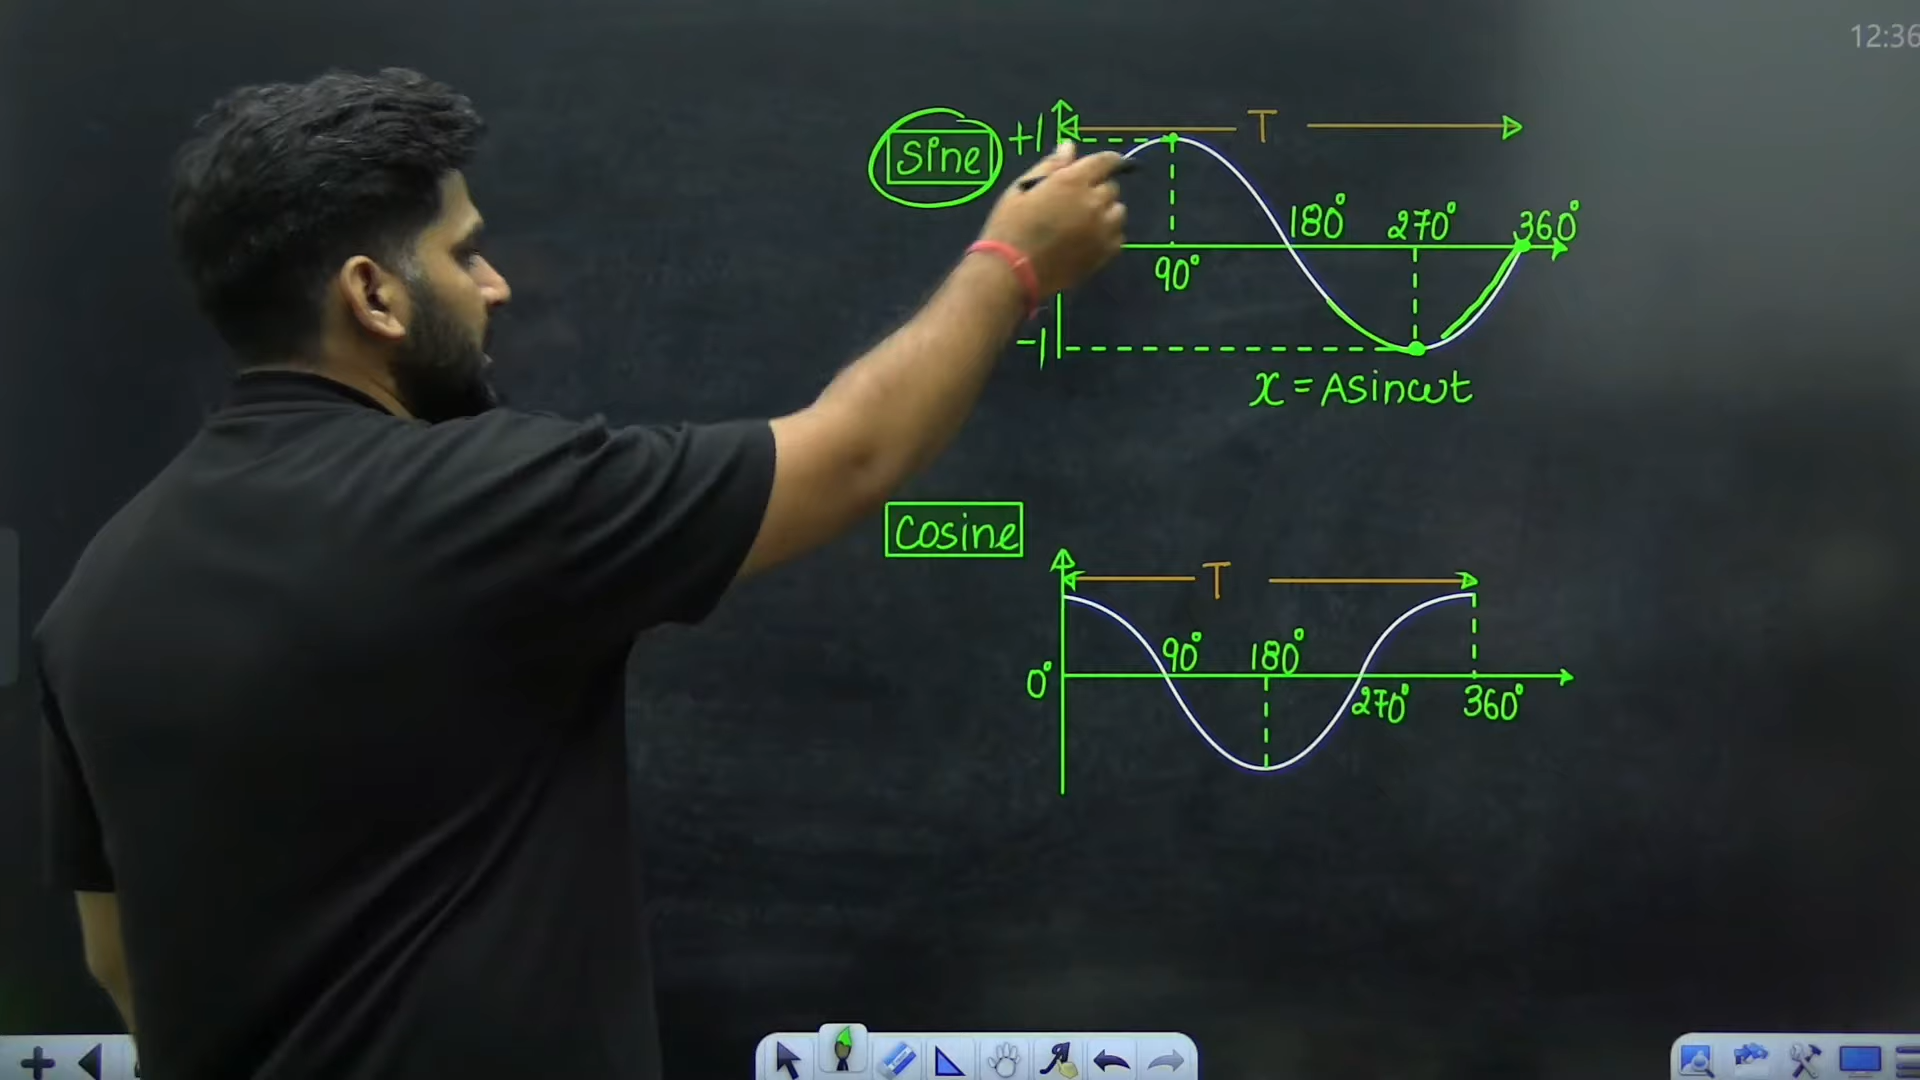 12:36
sine
+1
T
180° 270° 360°
90°
-1
x = Asinωt
Cosine
T
90° 180°
0°
270° 360°